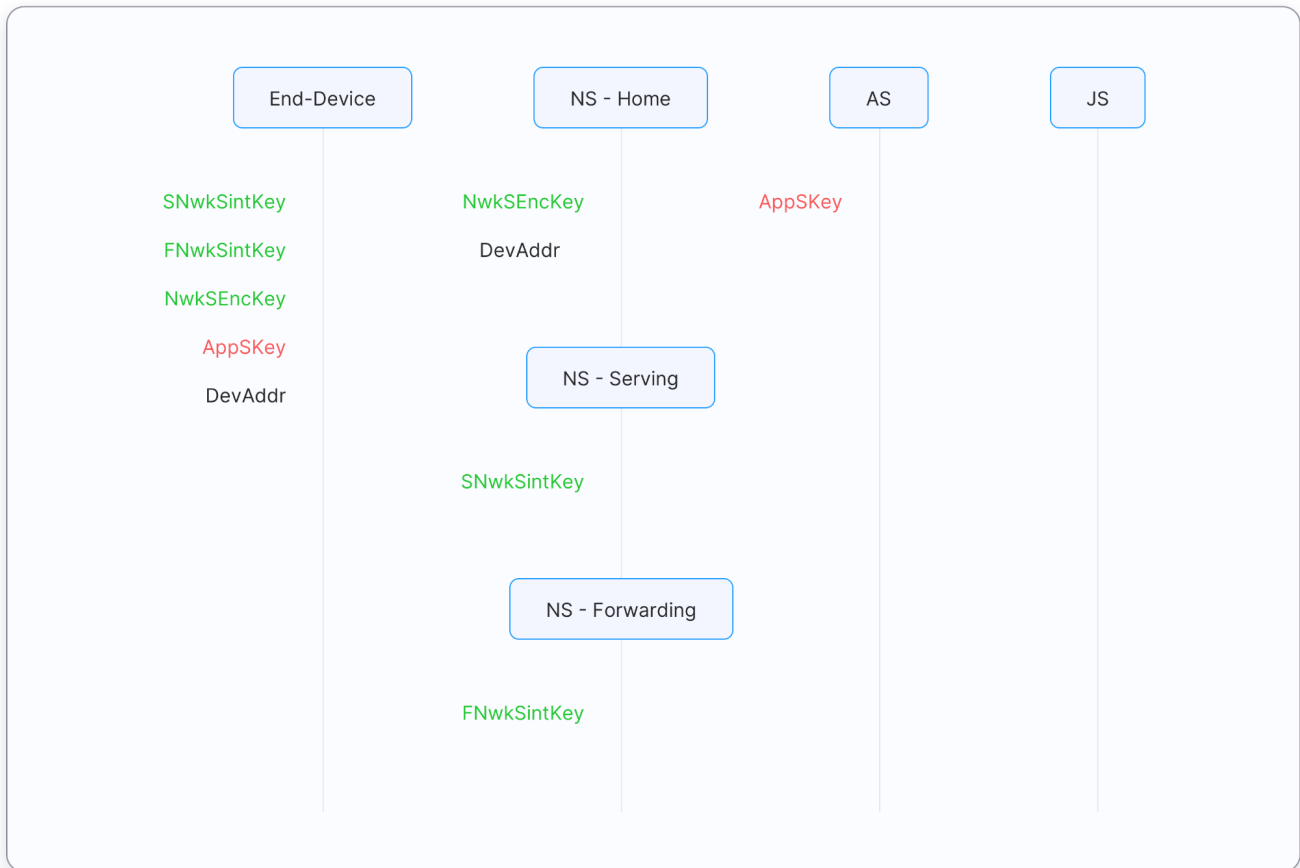 End-Device
NS - Home
AS
JS
SNwkSintKey
FNwkSintKey
NwkSEncKey
AppSKey
DevAddr
NwkSEncKey
DevAddr
NS - Serving
SNwkSintKey
NS - Forwarding
FNwkSintKey
AppSKey